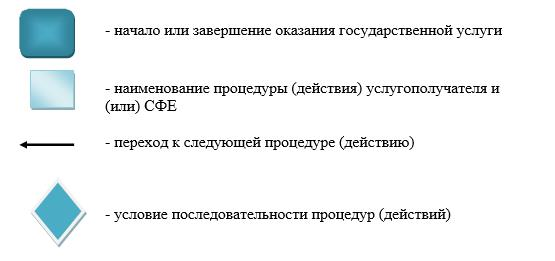 - начало или завершение оказания государственной услуги
- наименование процедуры (действия) услугополучателя и
(или) СФЕ
- переход к следующей процедуре (действию)
- условие последовательности процедур (действий)